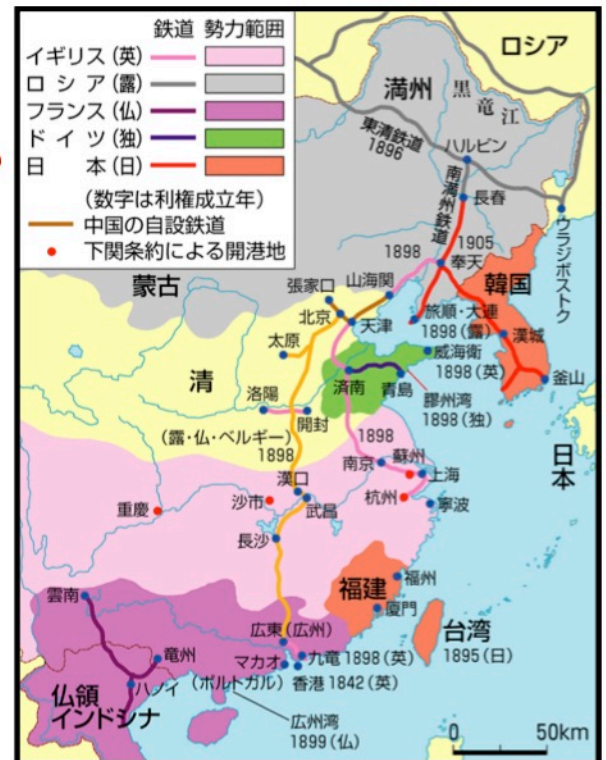 鉄道 勢力範囲
イギリス(英)
ロシア(露)
フランス(仏)
ドイツ(独)
日本(日)
(数字は利権成立年)
中国の自設鉄道
下関条約による開港地
ロシア
満州
黒竜江
東清鉄道
1896
ハルビン
南満州鉄道
長春
1905
ウラジボストク
1898
奉天
蒙古
張家口
山海関
韓国
北京
天津
旅順・大連
1898(露)
漢城
太原
威海衛
1898(英)
釜山
清
済南
青島
膠州湾
1898(独)
洛陽
開封
(露・仏・ベルギー)
1898
1898
日本
南京
蘇州
上海
漢口
杭州
寧波
重慶
沙市
武昌
長沙
福建
福州
厦門
雲南
広東(広州)
台湾
1895(日)
竜州
マカオ
九竜1898(英)
ハノイ
(ポルトガル)
香港1842(英)
仏領
インドシナ
広州湾
1899(仏)
0
50km